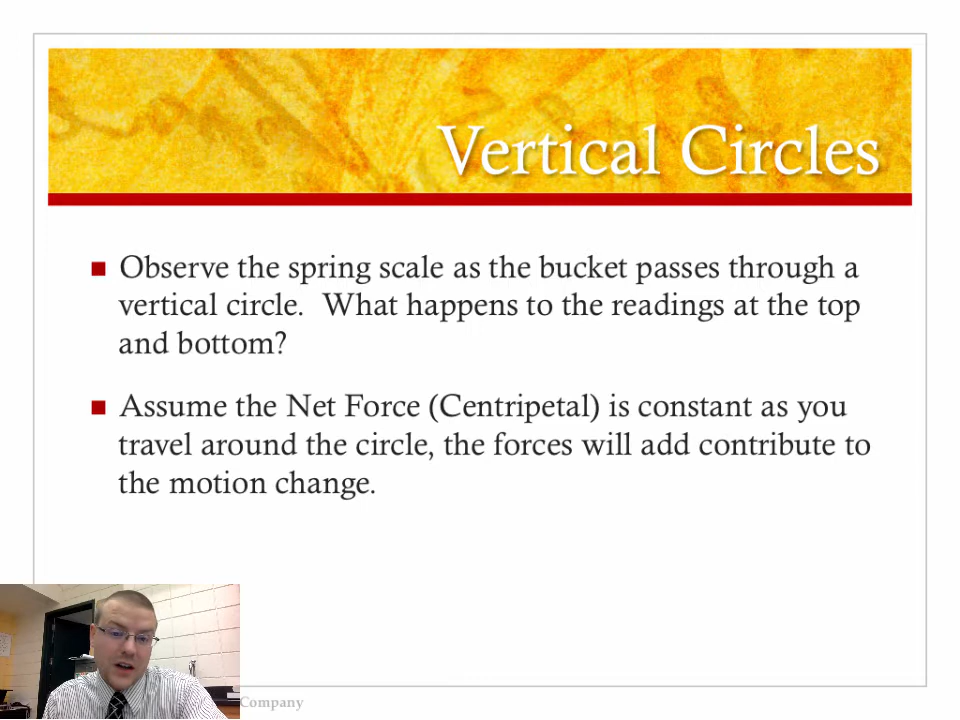 Vertical Circles
Observe the spring scale as the bucket passes through a
vertical circle.  What happens to the readings at the top
and bottom?
Assume the Net Force (Centripetal) is constant as you
travel around the circle, the forces will add contribute to
the motion change.
Company